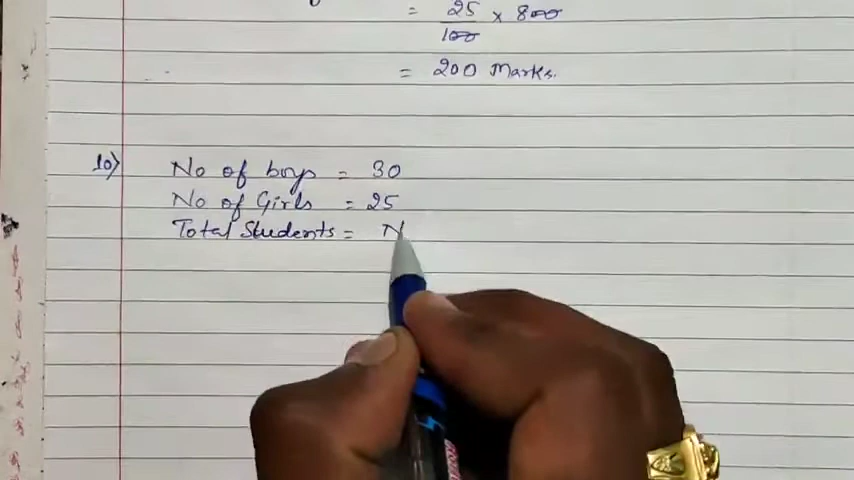 = 25/100 x 800
= 200 Marks.
10) No of boys = 30
No of Girls = 25
Total Students = N